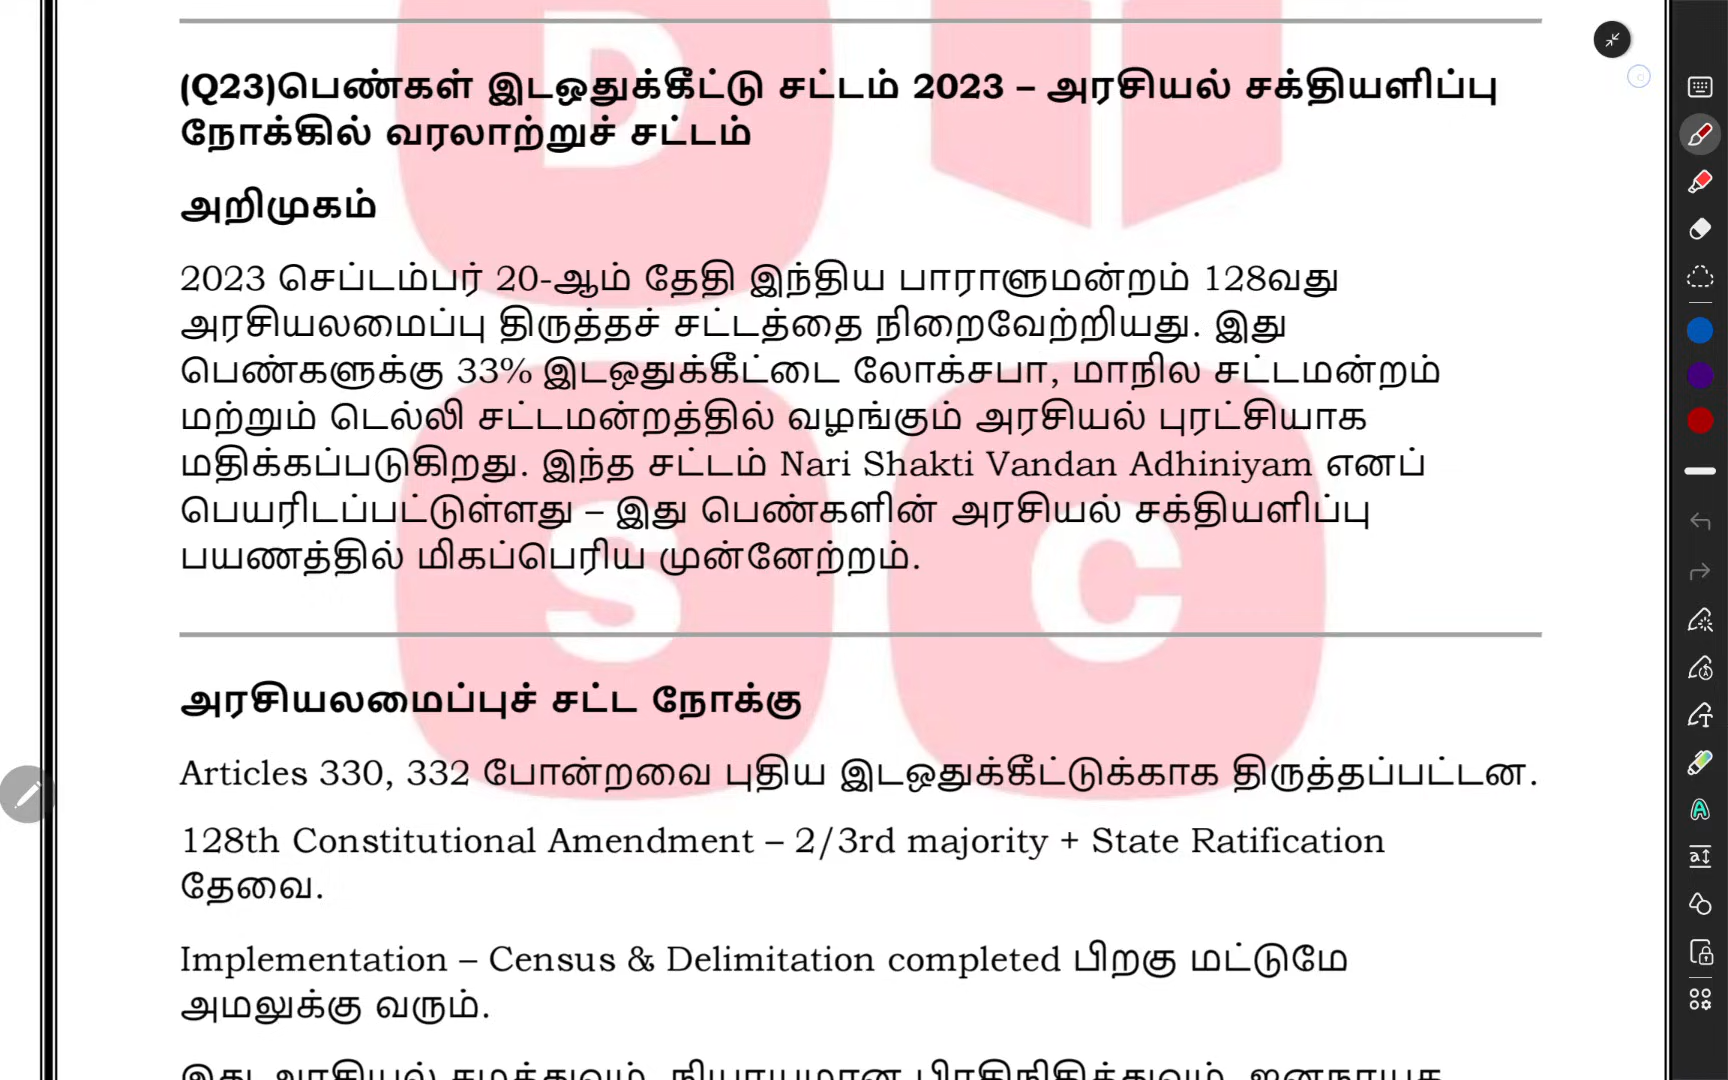 (Q23)பெண்கள் இடஒதுக்கீட்டு சட்டம் 2023 – அரசியல் சக்தியளிப்பு
நோக்கில் வரலாற்றுச் சட்டம்
அறிமுகம்
2023 செப்டம்பர் 20-ஆம் தேதி இந்திய பாராளுமன்றம் 128வது
அரசியலமைப்பு திருத்தச் சட்டத்தை நிறைவேற்றியது. இது
பெண்களுக்கு 33% இடஒதுக்கீட்டை லோக்சபா, மாநில சட்டமன்றம்
மற்றும் டெல்லி சட்டமன்றத்தில் வழங்கும் அரசியல் புரட்சியாக
மதிக்கப்படுகிறது. இந்த சட்டம் Nari Shakti Vandan Adhiniyam எனப்
பெயரிடப்பட்டுள்ளது – இது பெண்களின் அரசியல் சக்தியளிப்பு
பயணத்தில் மிகப்பெரிய முன்னேற்றம்.
அரசியலமைப்புச் சட்ட நோக்கு
Articles 330, 332 போன்றவை புதிய இடஒதுக்கீட்டுக்காக திருத்தப்பட்டன.
128th Constitutional Amendment – 2/3rd majority + State Ratification
தேவை.
Implementation – Census & Delimitation completed பிறகு மட்டுமே
அமலுக்கு வரும்.
D
S C